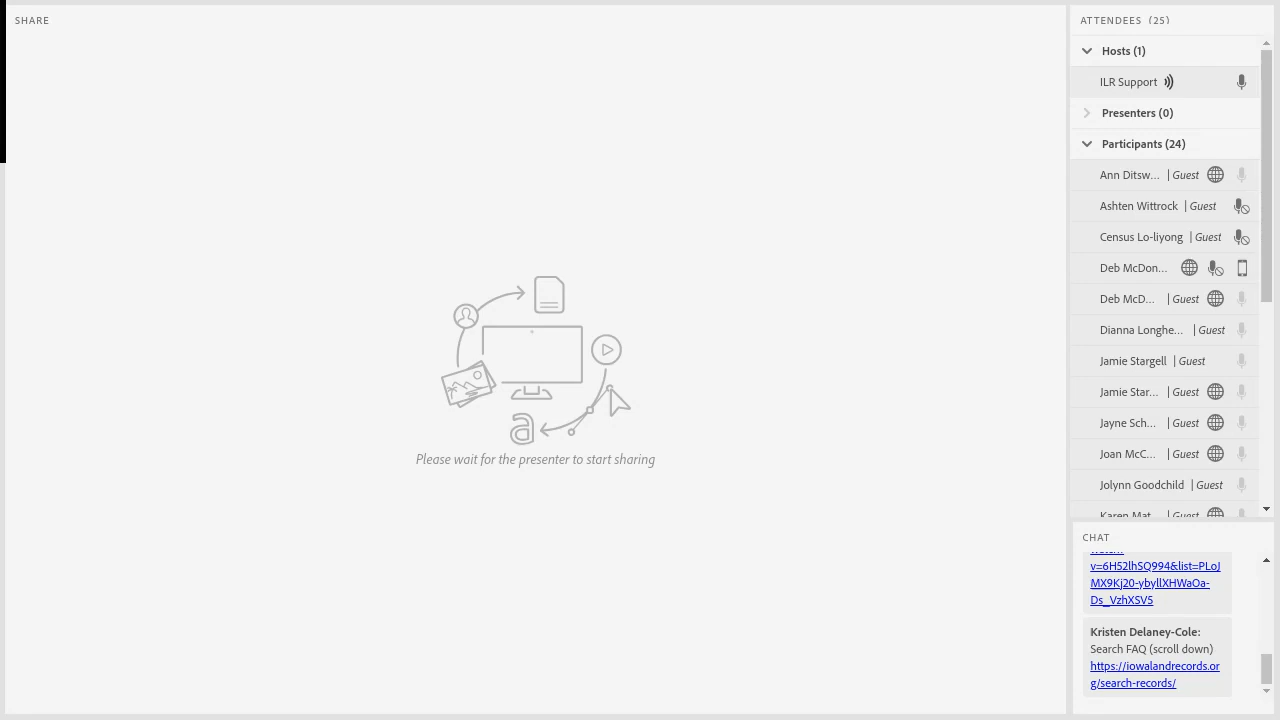 SHARE
Please wait for the presenter to start sharing
ATTENDEES (25)
Hosts (1)
ILR Support
Presenters (0)
Participants (24)
Ann Ditsw... | Guest
Ashten Wittrock | Guest
Census Lo-liyong | Guest
Deb McDon...
Deb McD... | Guest
Dianna Longhe... | Guest
Jamie Stargell | Guest
Jamie Star... | Guest
Jayne Sch... | Guest
Joan McC... | Guest
Jolynn Goodchild | Guest
Karen Mat... | Guest
CHAT
v=6H52lhSQ994&list=PLoJ
MX9Kj20-ybyllXHWaOa-
Ds_VzhXSV5
Kristen Delaney-Cole:
Search FAQ (scroll down)
https://iowalandrecords.or
g/search-records/